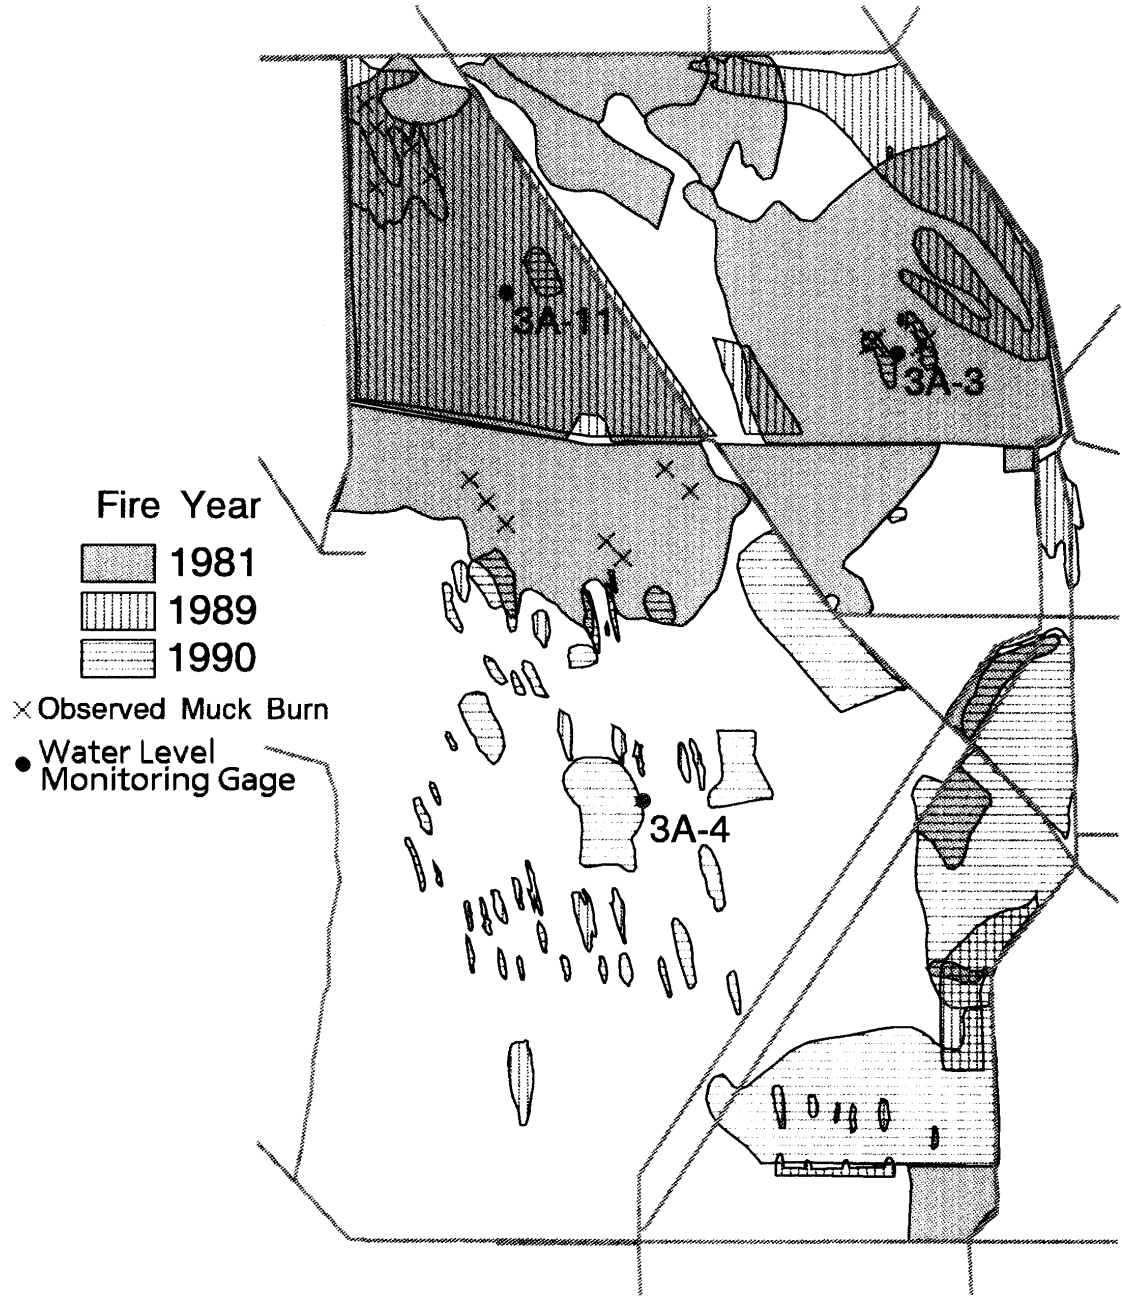 3A-11
3A-3
Fire Year
1981
1989
1990
Observed Muck Burn
Water Level
Monitoring Gage
3A-4